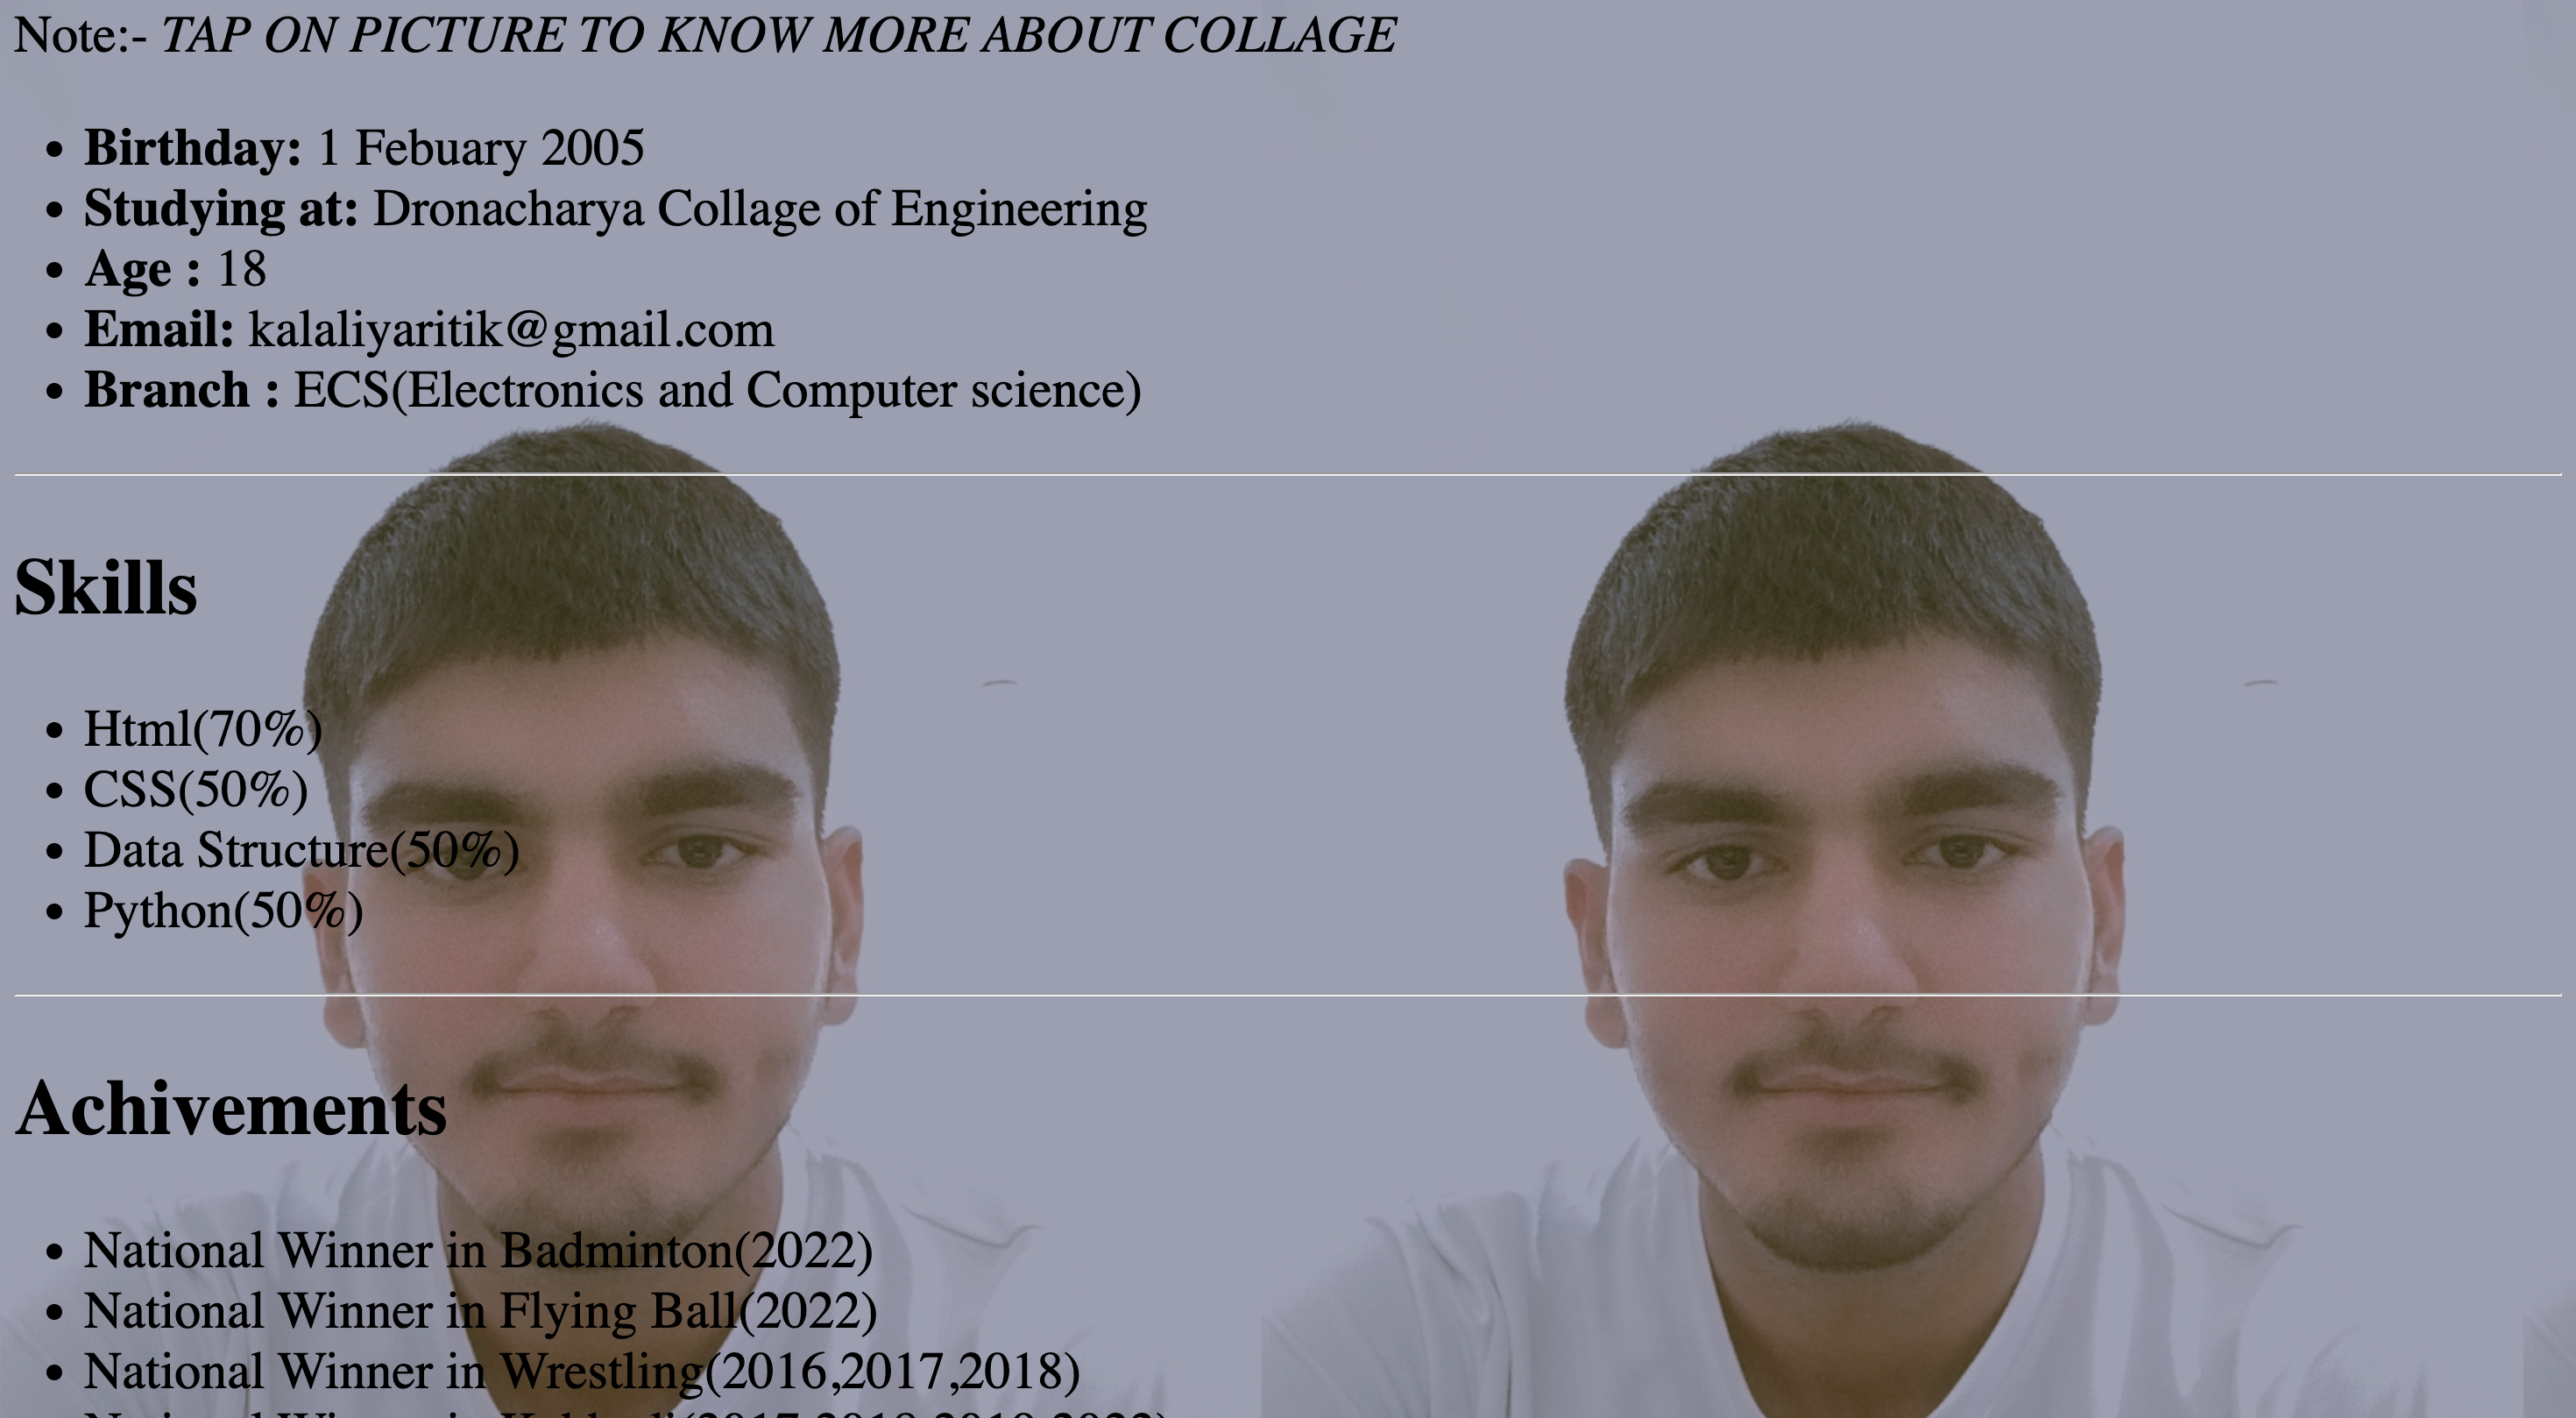 Note:- TAP ON PICTURE TO KNOW MORE ABOUT COLLAGE
Birthday: 1 Febuary 2005
Studying at: Dronacharya Collage of Engineering
Age : 18
Email: kalaliyaritik@gmail.com
Branch : ECS(Electronics and Computer science)
Skills
Html(70%)
CSS(50%)
Data Structure(50%)
Python(50%)
Achivements
National Winner in Badminton(2022)
National Winner in Flying Ball(2022)
National Winner in Wrestling(2016,2017,2018)